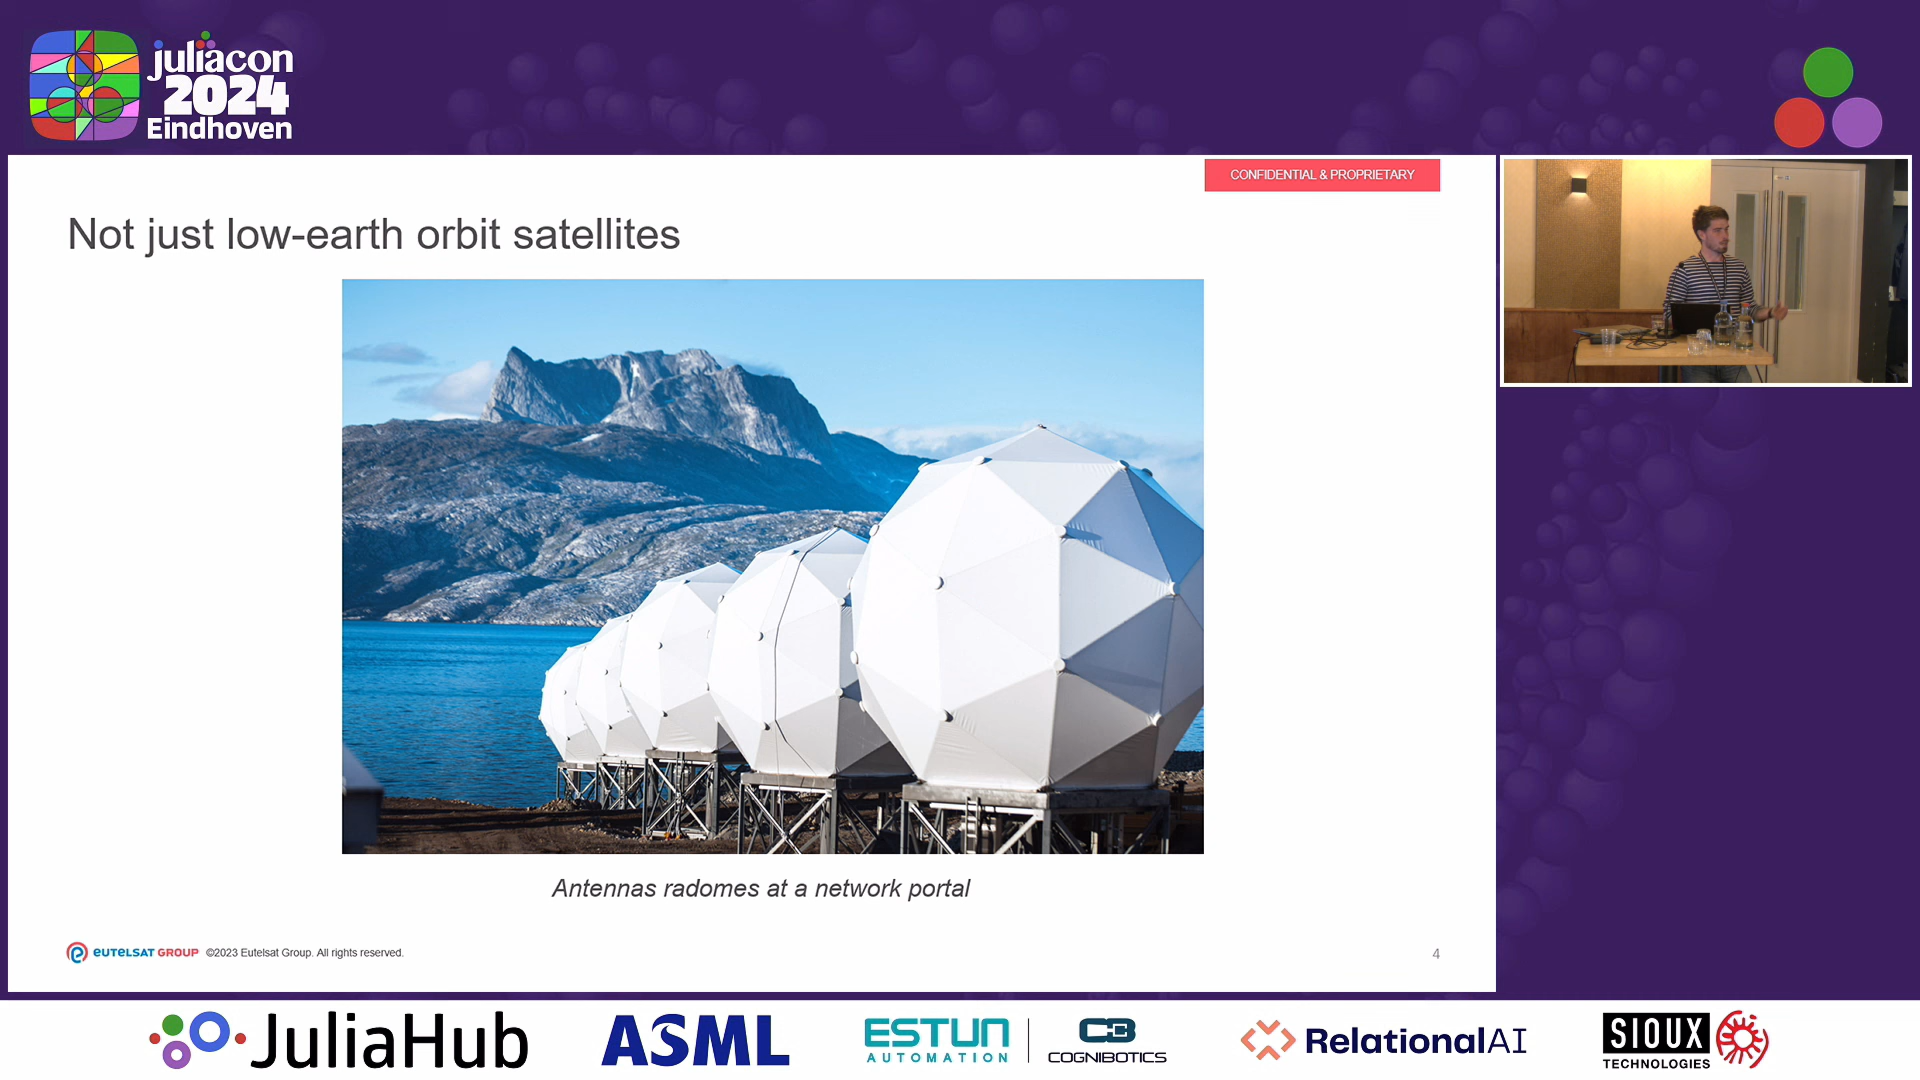 juliacon
2024
Eindhoven
CONFIDENTIAL & PROPRIETARY
Not just low-earth orbit satellites
Antennas radomes at a network portal
eUTELSAT GROUP ©2023 Eutelsat Group. All rights reserved.
4
JuliaHub
ASML
ESTUN
AUTOMATION
COGNIBOTICS
RelationalAI
SIOUX
TECHNOLOGIES